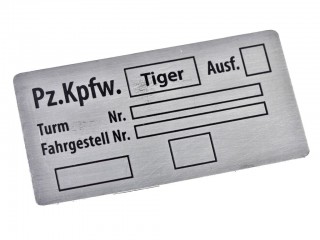 Pz.Kpfw. Tiger Ausf.
Turm Nr.
Fahrgestell Nr.